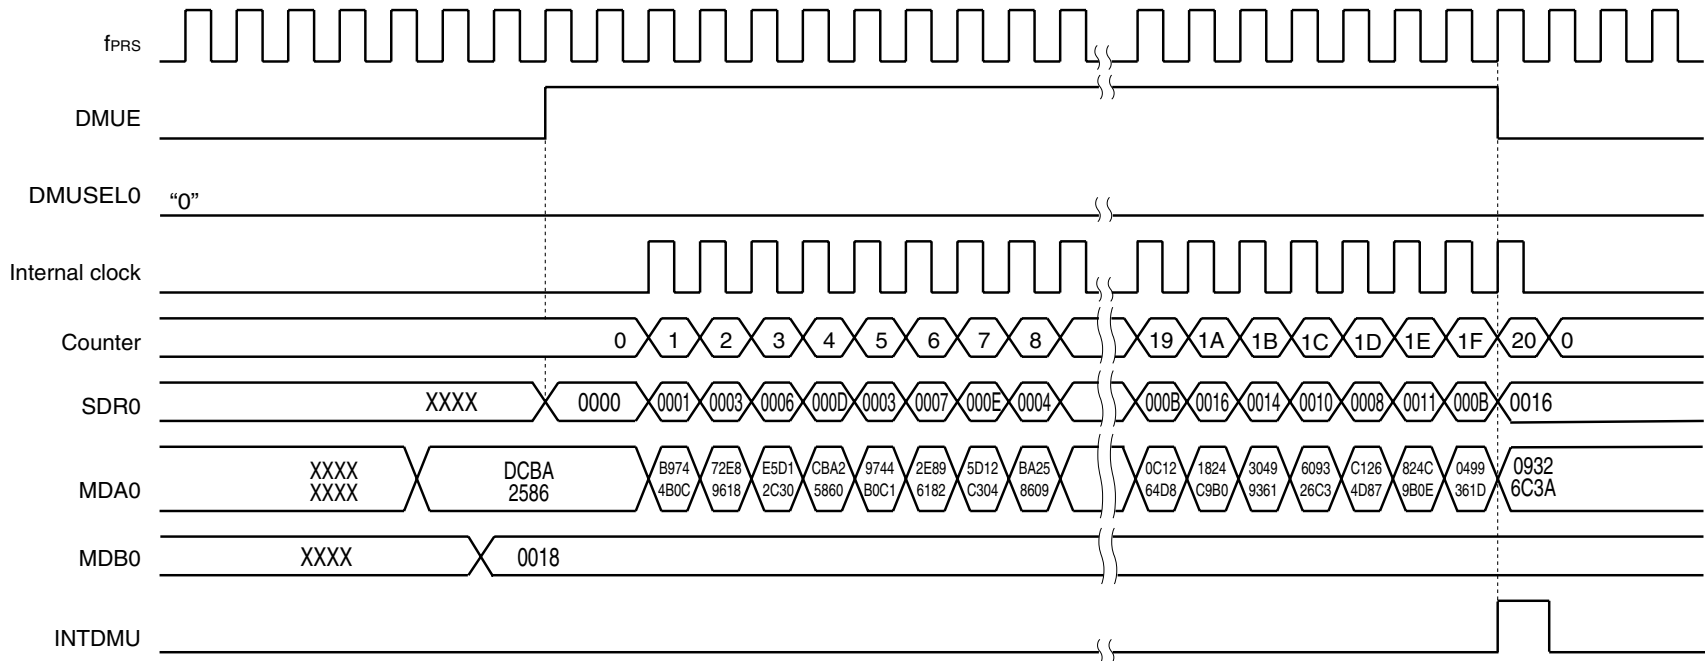 fPRS
DMUE
DMUSEL0 “0”
Internal clock
Counter 0 1 2 3 4 5 6 7 8 19 1A 1B 1C 1D 1E 1F 20 0
SDR0 XXXX 0000 0001 0003 0006 000D 0003 0007 000E 0004 000B 0016 0014 0010 0008 0011 000B 0016
XXXX DCBA B974 72E8 E5D1 CBA2 9744 2E89 5D12 BA25 0C12 1824 3049 6093 C126 824C 0499 0932
MDA0 XXXX 2586 4B0C 9618 2C30 5860 B0C1 6182 C304 8609 64D8 C9B0 9361 26C3 4D87 9B0E 361D 6C3A
MDB0 XXXX 0018
INTDMU